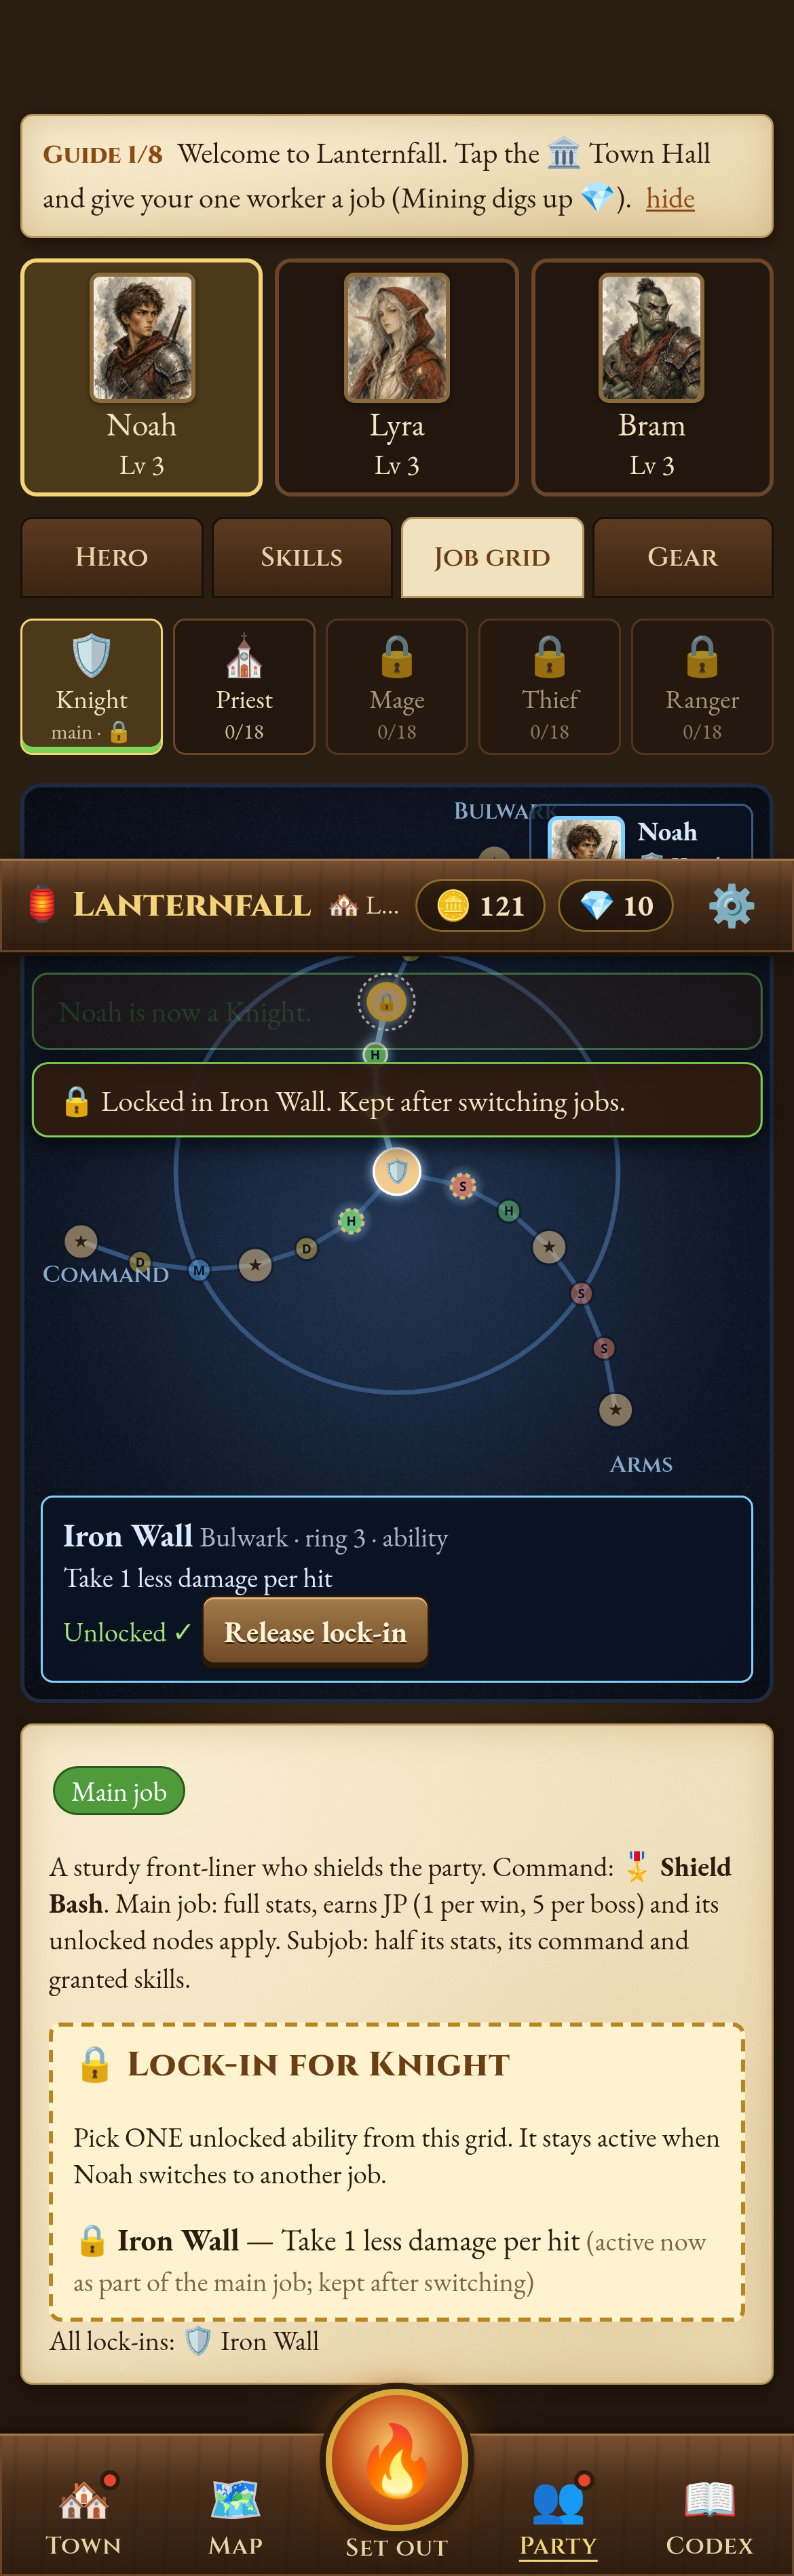 Guide 1/8 Welcome to Lanternfall. Tap the 🏛️ Town Hall
and give your one worker a job (Mining digs up 💎). hide
Noah
Lv 3
Lyra
Lv 3
Bram
Lv 3
Hero
Skills
Job grid
Gear
Knight
main · 🔒
Priest
0/18
Mage
0/18
Thief
0/18
Ranger
0/18
Noah
Lanternfall
L...
121
10
Noah is now a Knight.
H
🔒 Locked in Iron Wall. Kept after switching jobs.
S
H
H
D
D
M
Command
S
S
Arms
Iron Wall Bulwark · ring 3 · ability
Take 1 less damage per hit
Unlocked ✓ Release lock-in
Main job
A sturdy front-liner who shields the party. Command: 🎖️ Shield
Bash. Main job: full stats, earns JP (1 per win, 5 per boss) and its
unlocked nodes apply. Subjob: half its stats, its command and
granted skills.
🔒 Lock-in for Knight
Pick ONE unlocked ability from this grid. It stays active when
Noah switches to another job.
🔒 Iron Wall — Take 1 less damage per hit (active now
as part of the main job; kept after switching)
All lock-ins: 🛡️ Iron Wall
Town
Map
Set out
Party
Codex